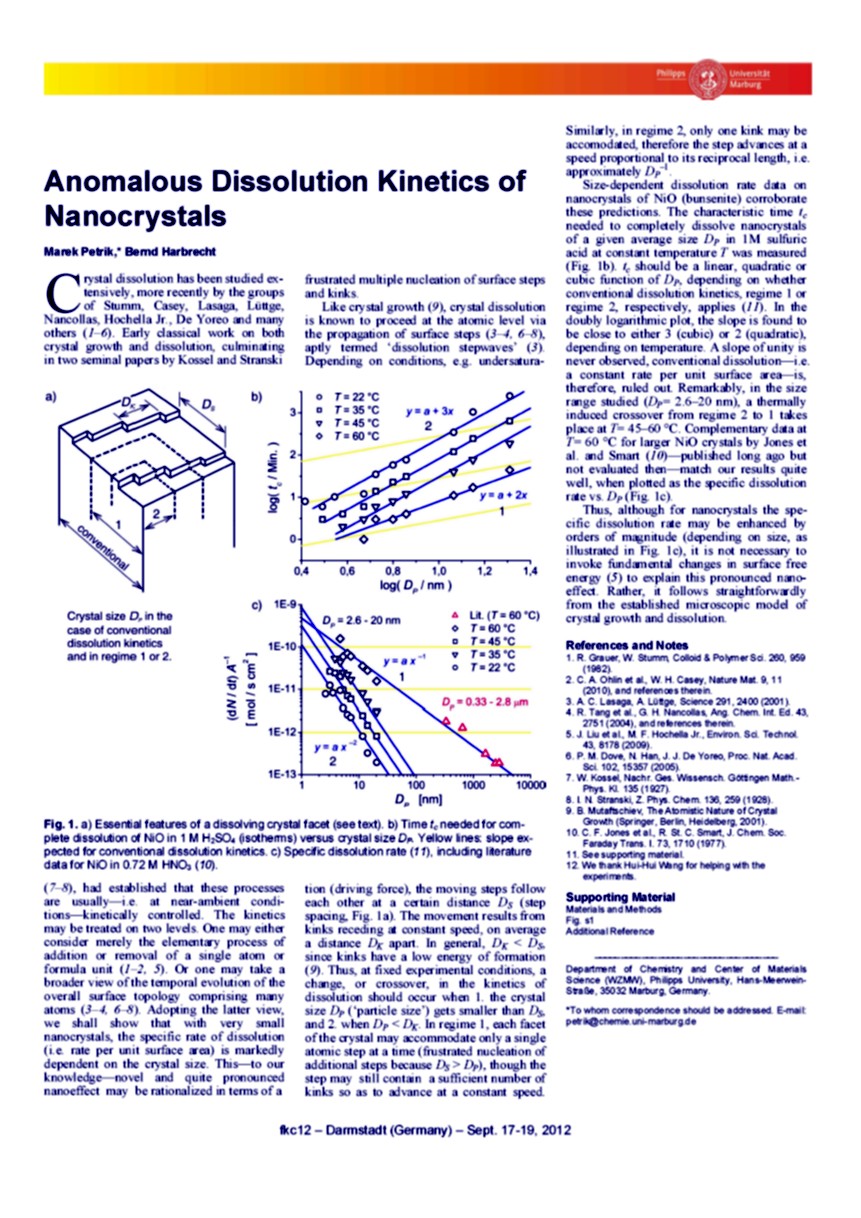 Philipps Universität
Marburg
Anomalous Dissolution Kinetics of
Nanocrystals
Marek Petrik,* Bernd Harbrecht
Crystal dissolution has been studied ex-
tensively, more recently by the groups
of Stumm, Casey, Lasaga, Lüttge,
Nancollas, Hochella Jr., De Yoreo and many
others (1–6). Early classical work on both
crystal growth and dissolution, culminating
in two seminal papers by Kossel and Stranski
frustrated multiple nucleation of surface steps
and kinks.
Like crystal growth (9), crystal dissolution
is known to proceed at the atomic level via
the propagation of surface steps (3–4, 6–8),
aptly termed 'dissolution stepwaves' (3).
Depending on conditions, e.g. undersatura-
a)
D_K
D_S
1
2
conventional
Crystal size D_P in the
case of conventional
dissolution kinetics
and in regime 1 or 2.
b)
T = 22 °C
T = 35 °C
T = 45 °C
T = 60 °C
y = a + 3x
2
y = a + 2x
1
log( t_c / Min. )
3
2
1
0
0,4 0,6 0,8 1,0 1,2 1,4
log( D_P / nm )
c)
1E-9
1E-10
1E-11
1E-12
1E-13
(dN / dt) A⁻¹
[ mol / s cm² ]
D_P = 2.6 - 20 nm
Lit. (T = 60 °C)
T = 60 °C
T = 45 °C
T = 35 °C
T = 22 °C
y = a x⁻¹
1
D_P = 0.33 - 2.8 µm
y = a x⁻²
2
1 10 100 1000 10000
D_P [nm]
Fig. 1. a) Essential features of a dissolving crystal facet (see text). b) Time t_c needed for com-
plete dissolution of NiO in 1 M H₂SO₄ (isotherms) versus crystal size D_P. Yellow lines: slope ex-
pected for conventional dissolution kinetics. c) Specific dissolution rate (11), including literature
data for NiO in 0.72 M HNO₃ (10).
(7–8), had established that these processes
are usually—i.e. at near-ambient condi-
tions—kinetically controlled. The kinetics
may be treated on two levels. One may either
consider merely the elementary process of
addition or removal of a single atom or
formula unit (1–2, 5). Or one may take a
broader view of the temporal evolution of the
overall surface topology comprising many
atoms (3–4, 6–8). Adopting the latter view,
we shall show that with very small
nanocrystals, the specific rate of dissolution
(i.e. rate per unit surface area) is markedly
dependent on the crystal size. This—to our
knowledge—novel and quite pronounced
nanoeffect may be rationalized in terms of a
tion (driving force), the moving steps follow
each other at a certain distance D_S (step
spacing, Fig. 1a). The movement results from
kinks receding at constant speed, on average
a distance D_K apart. In general, D_K < D_S,
since kinks have a low energy of formation
(9). Thus, at fixed experimental conditions, a
change, or crossover, in the kinetics of
dissolution should occur when 1. the crystal
size D_P ('particle size') gets smaller than D_S,
and 2. when D_P < D_K. In regime 1, each facet
of the crystal may accommodate only a single
atomic step at a time (frustrated nucleation of
additional steps because D_S > D_P), though the
step may still contain a sufficient number of
kinks so as to advance at a constant speed.
Similarly, in regime 2, only one kink may be
accomodated, therefore the step advances at a
speed proportional to its reciprocal length, i.e.
approximately D_P⁻¹.
Size-dependent dissolution rate data on
nanocrystals of NiO (bunsenite) corroborate
these predictions. The characteristic time t_c
needed to completely dissolve nanocrystals
of a given average size D_P in 1M sulfuric
acid at constant temperature T was measured
(Fig. 1b). t_c should be a linear, quadratic or
cubic function of D_P, depending on whether
conventional dissolution kinetics, regime 1 or
regime 2, respectively, applies (11). In the
doubly logarithmic plot, the slope is found to
be close to either 3 (cubic) or 2 (quadratic),
depending on temperature. A slope of unity is
never observed, conventional dissolution—i.e.
a constant rate per unit surface area—is,
therefore, ruled out. Remarkably, in the size
range studied (D_P= 2.6–20 nm), a thermally
induced crossover from regime 2 to 1 takes
place at T= 45–60 °C. Complementary data at
T= 60 °C for larger NiO crystals by Jones et
al. and Smart (10)—published long ago but
not evaluated then—match our results quite
well, when plotted as the specific dissolution
rate vs. D_P (Fig. 1c).
Thus, although for nanocrystals the spe-
cific dissolution rate may be enhanced by
orders of magnitude (depending on size, as
illustrated in Fig. 1c), it is not necessary to
invoke fundamental changes in surface free
energy (5) to explain this pronounced nano-
effect. Rather, it follows straightforwardly
from the established microscopic model of
crystal growth and dissolution.
References and Notes
1. R. Grauer, W. Stumm, Colloid & Polymer Sci. 260, 959
(1982).
2. C. A. Ohlin et al., W. H. Casey, Nature Mat. 9, 11
(2010), and references therein.
3. A. C. Lasaga, A. Lüttge, Science 291, 2400 (2001).
4. R. Tang et al., G. H. Nancollas, Ang. Chem. Int. Ed. 43,
2751 (2004), and references therein.
5. J. Liu et al., M. F. Hochella Jr., Environ. Sci. Technol.
43, 8178 (2009).
6. P. M. Dove, N. Han, J. J. De Yoreo, Proc. Nat. Acad.
Sci. 102, 15357 (2005).
7. W. Kossel, Nachr. Ges. Wissensch. Göttingen Math.-
Phys. Kl. 135 (1927).
8. I. N. Stranski, Z. Phys. Chem. 136, 259 (1928).
9. B. Mutaftschiev, The Atomistic Nature of Crystal
Growth (Springer, Berlin, Heidelberg, 2001).
10. C. F. Jones et al., R. St. C. Smart, J. Chem. Soc.
Faraday Trans. I. 73, 1710 (1977).
11. See supporting material.
12. We thank Hui-Hui Wang for helping with the
experiments.
Supporting Material
Materials and Methods
Fig. s1
Additional Reference
Department of Chemistry and Center of Materials
Science (WZMW), Philipps University, Hans-Meerwein-
Straße, 35032 Marburg, Germany.
*To whom correspondence should be addressed. E-mail:
petrik@chemie.uni-marburg.de
fkc12 – Darmstadt (Germany) – Sept. 17-19, 2012